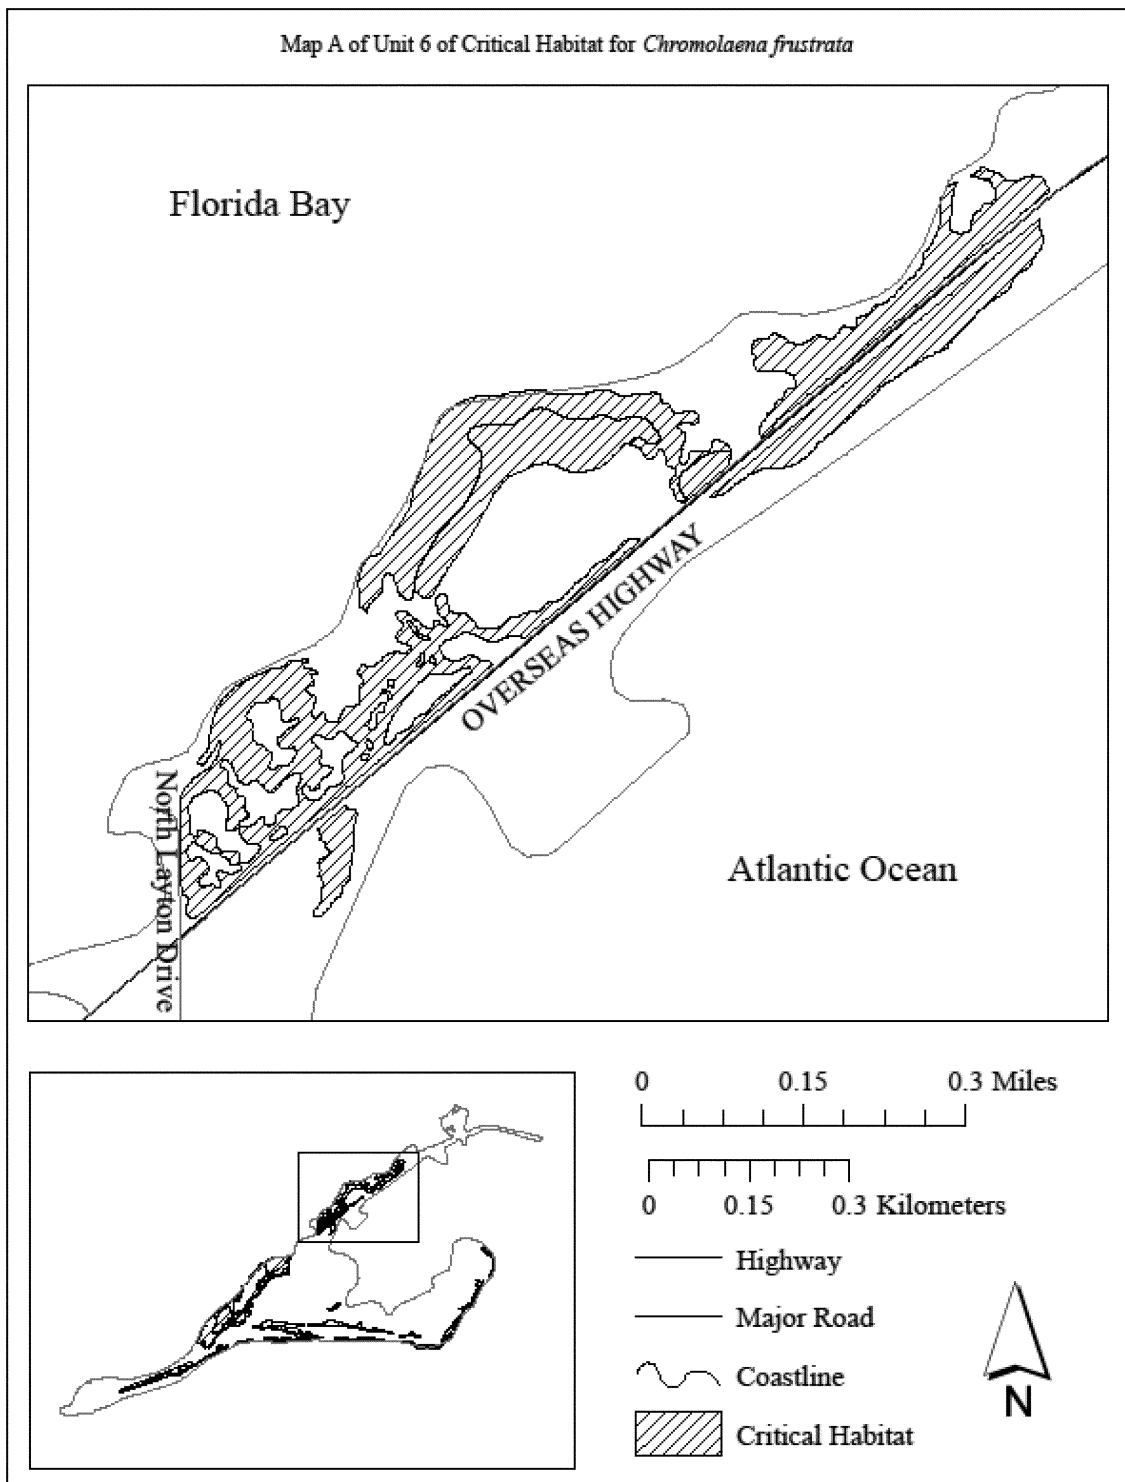 Map A of Unit 6 of Critical Habitat for Chromolaena frustrata
Florida Bay
OVERSEAS HIGHWAY
North Layton Drive
Atlantic Ocean
0 0.15 0.3 Miles
0 0.15 0.3 Kilometers
Highway
Major Road
Coastline
Critical Habitat
N